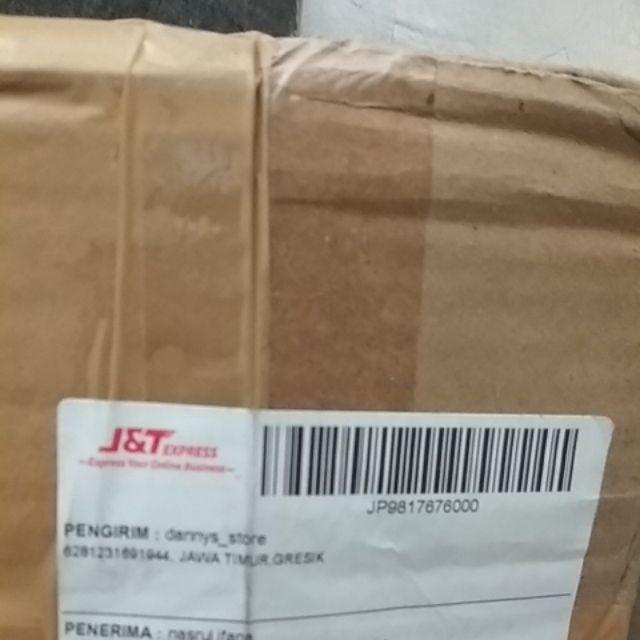 J&T EXPRESS
Express Your Online Business
JP9817676000
PENGIRIM : dannys_store
6281231691944, JAWA TIMUR,GRESIK
PENERIMA :